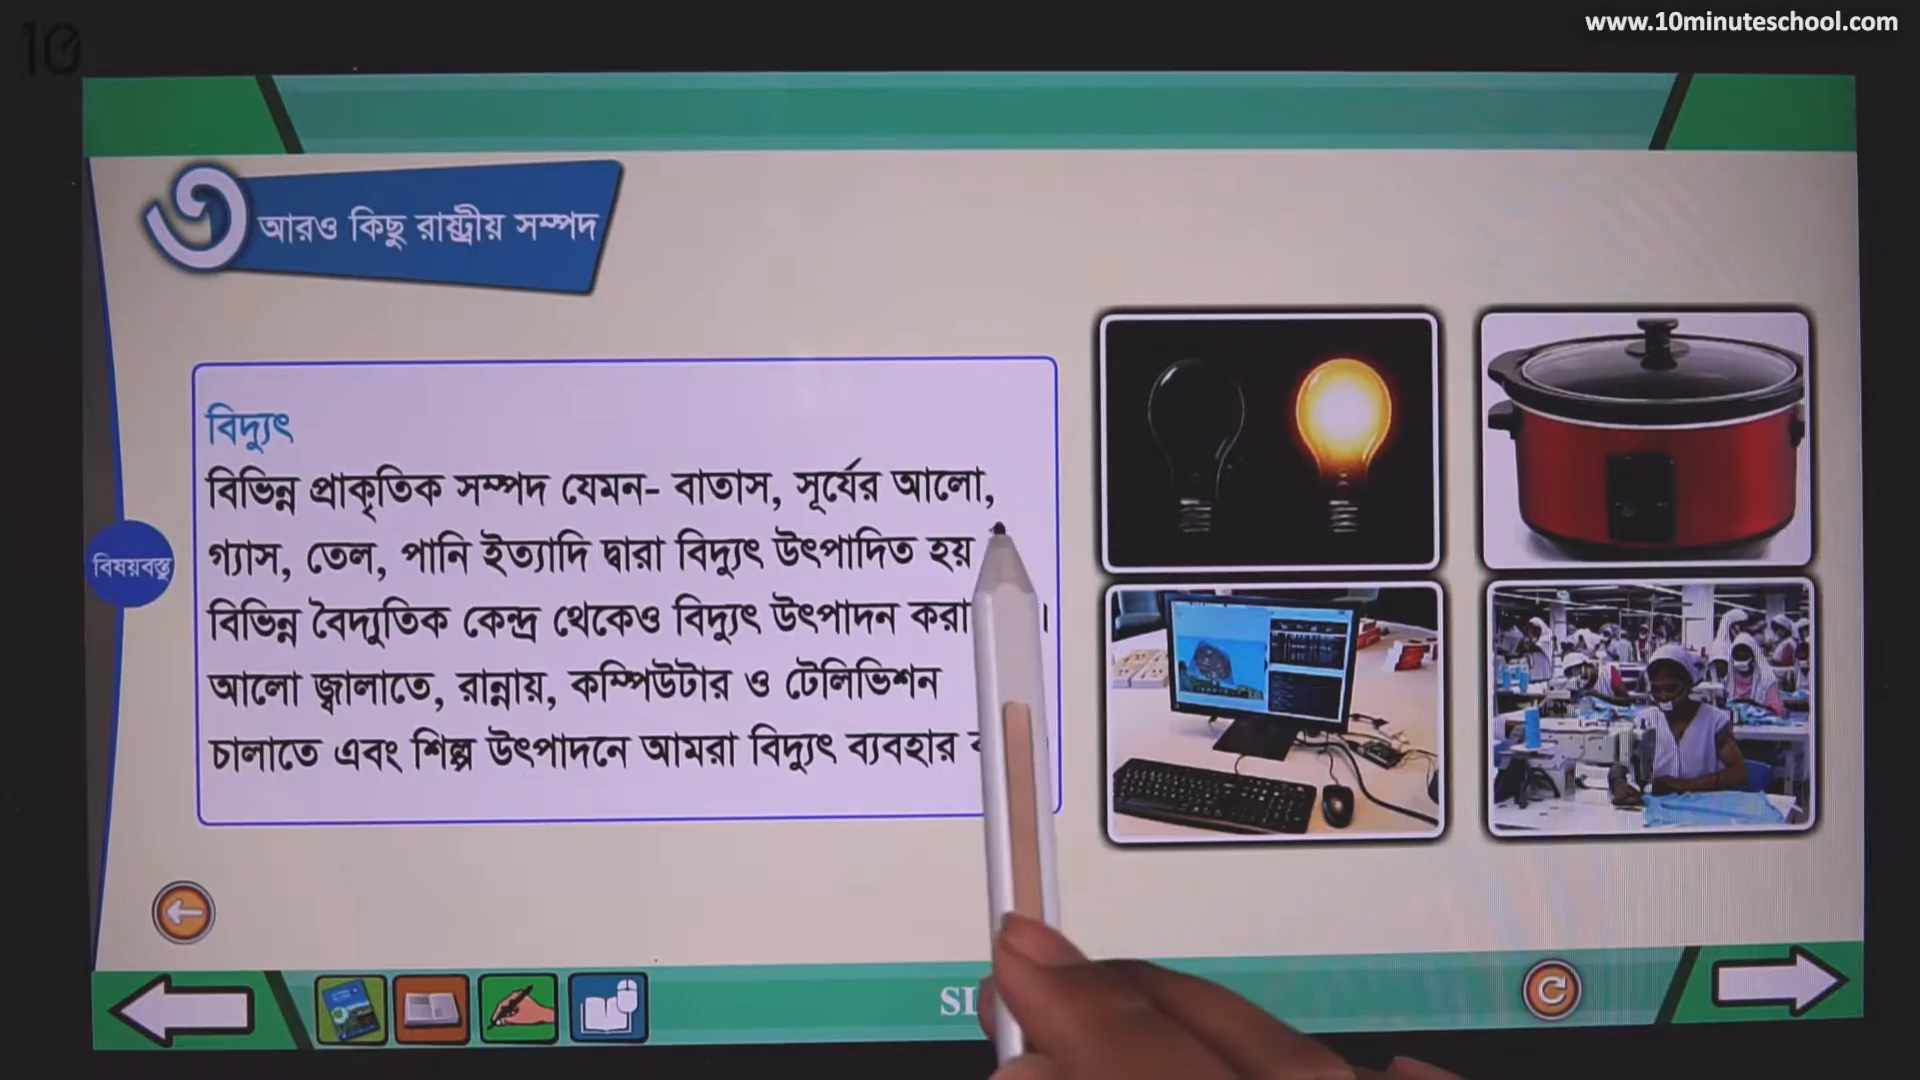 www.10minuteschool.com
10
৩ আরও কিছু রাষ্ট্রীয় সম্পদ
বিদ্যুৎ
বিভিন্ন প্রাকৃতিক সম্পদ যেমন- বাতাস, সূর্যের আলো,
গ্যাস, তেল, পানি ইত্যাদি দ্বারা বিদ্যুৎ উৎপাদিত হয়
বিভিন্ন বৈদ্যুতিক কেন্দ্র থেকেও বিদ্যুৎ উৎপাদন করা ।
আলো জ্বালাতে, রান্নায়, কম্পিউটার ও টেলিভিশন
চালাতে এবং শিল্প উৎপাদনে আমরা বিদ্যুৎ ব্যবহার
বিষয়বস্তু